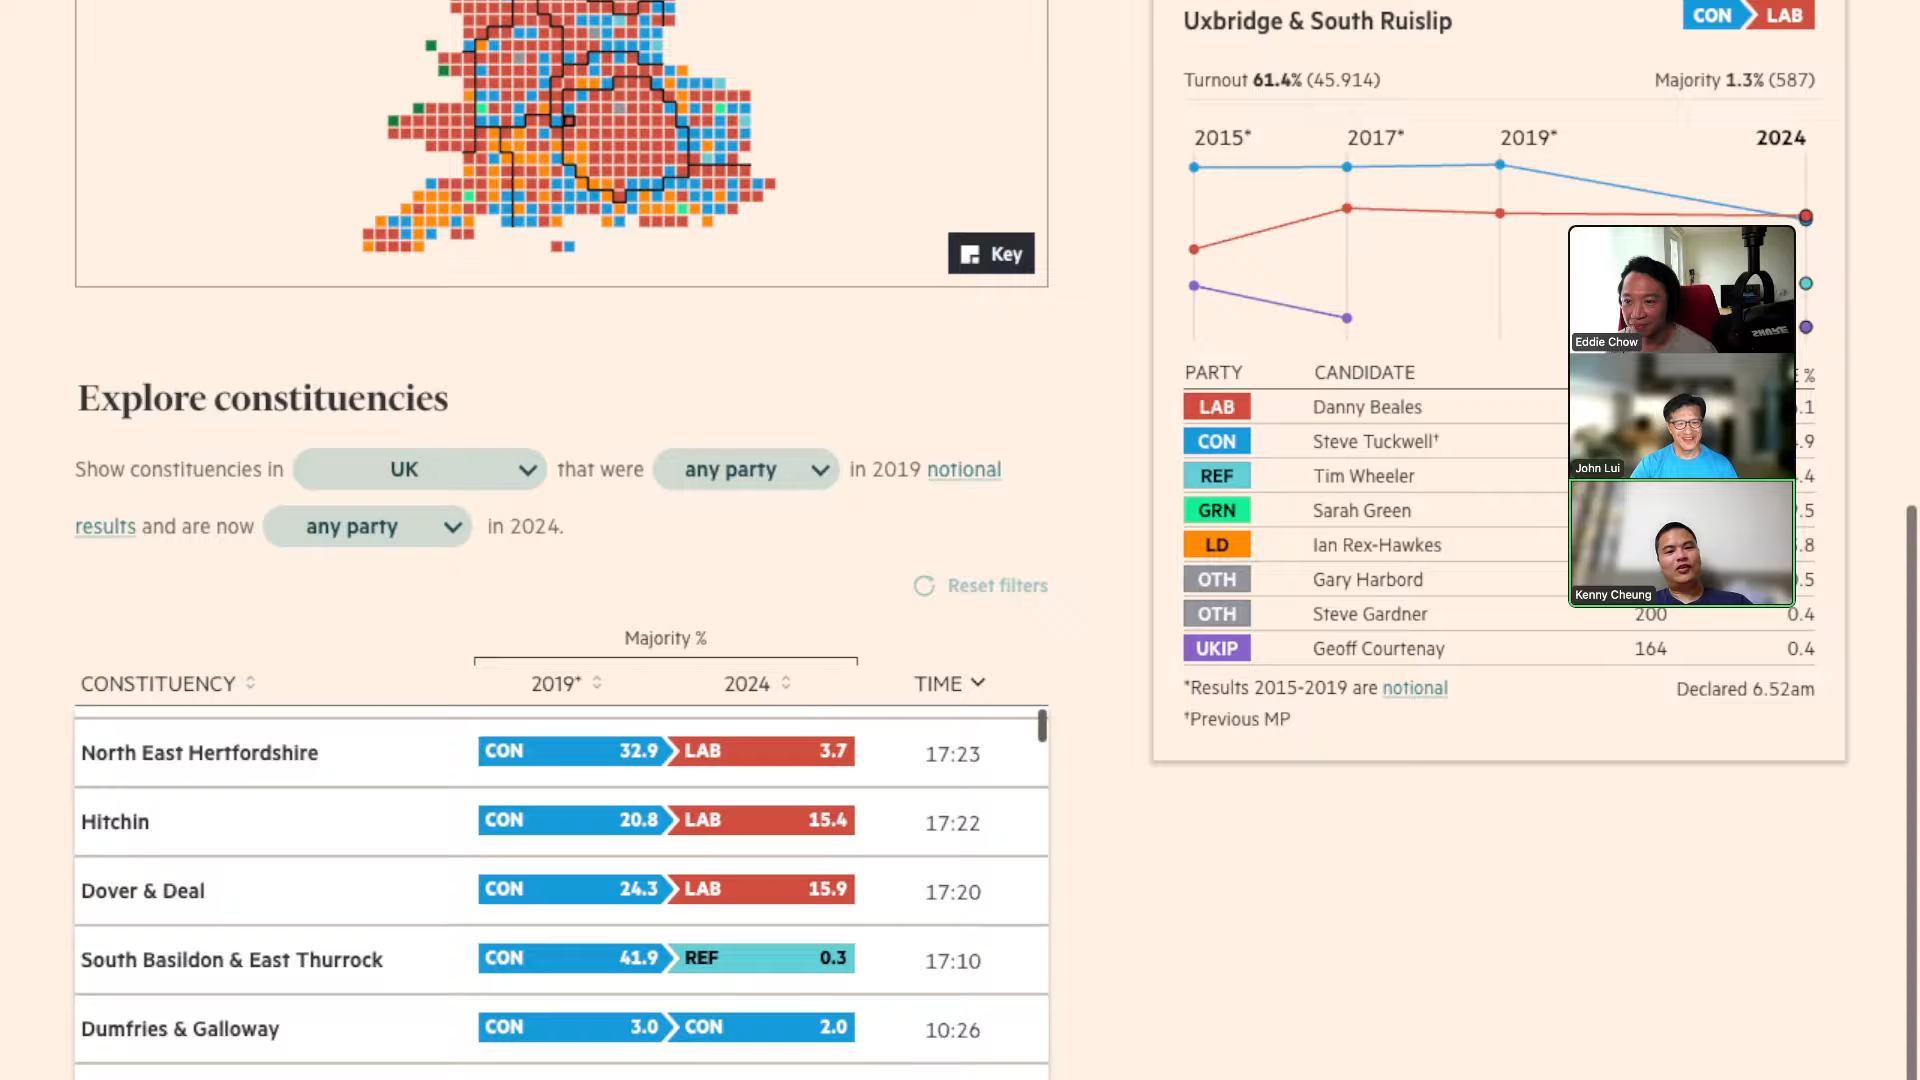 Uxbridge & South Ruislip
CON LAB
Turnout 61.4% (45.914)
Majority 1.3% (587)
2015* 2017* 2019* 2024
Key
Explore constituencies
Show constituencies in UK that were any party in 2019 notional
results and are now any party in 2024.
Reset filters
Majority %
CONSTITUENCY 2019* 2024 TIME
North East Hertfordshire CON 32.9 LAB 3.7 17:23
Hitchin CON 20.8 LAB 15.4 17:22
Dover & Deal CON 24.3 LAB 15.9 17:20
South Basildon & East Thurrock CON 41.9 REF 0.3 17:10
Dumfries & Galloway CON 3.0 CON 2.0 10:26
PARTY CANDIDATE %
LAB Danny Beales .1
CON Steve Tuckwell† .9
REF Tim Wheeler .4
GRN Sarah Green .5
LD Ian Rex-Hawkes .8
OTH Gary Harbord .5
OTH Steve Gardner 200 0.4
UKIP Geoff Courtenay 164 0.4
*Results 2015-2019 are notional
Declared 6.52am
†Previous MP
Eddie Chow
John Lui
Kenny Cheung